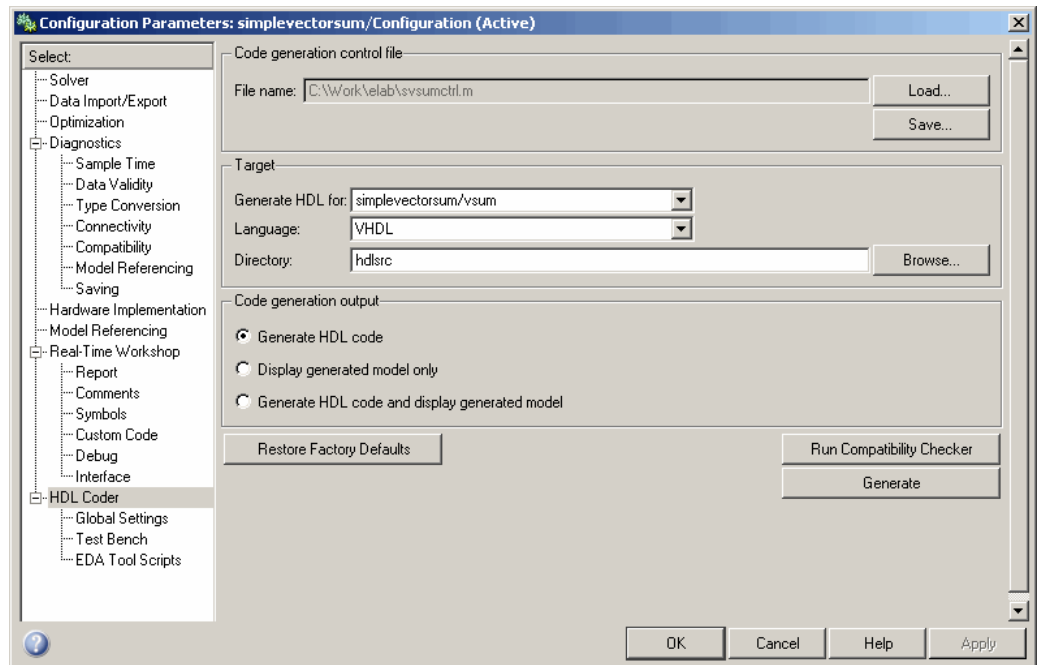 Configuration Parameters: simplevectorsum/Configuration (Active)
Select:
Solver
Data Import/Export
Optimization
Diagnostics
Sample Time
Data Validity
Type Conversion
Connectivity
Compatibility
Model Referencing
Saving
Hardware Implementation
Model Referencing
Real-Time Workshop
Report
Comments
Symbols
Custom Code
Debug
Interface
HDL Coder
Global Settings
Test Bench
EDA Tool Scripts
Code generation control file
File name: C:\Work\elab\svsumctrl.m
Load...
Save...
Target
Generate HDL for: simplevectorsum/vsum
Language: VHDL
Directory: hdlsrc
Browse...
Code generation output
Generate HDL code
Display generated model only
Generate HDL code and display generated model
Restore Factory Defaults
Run Compatibility Checker
Generate
?
OK
Cancel
Help
Apply